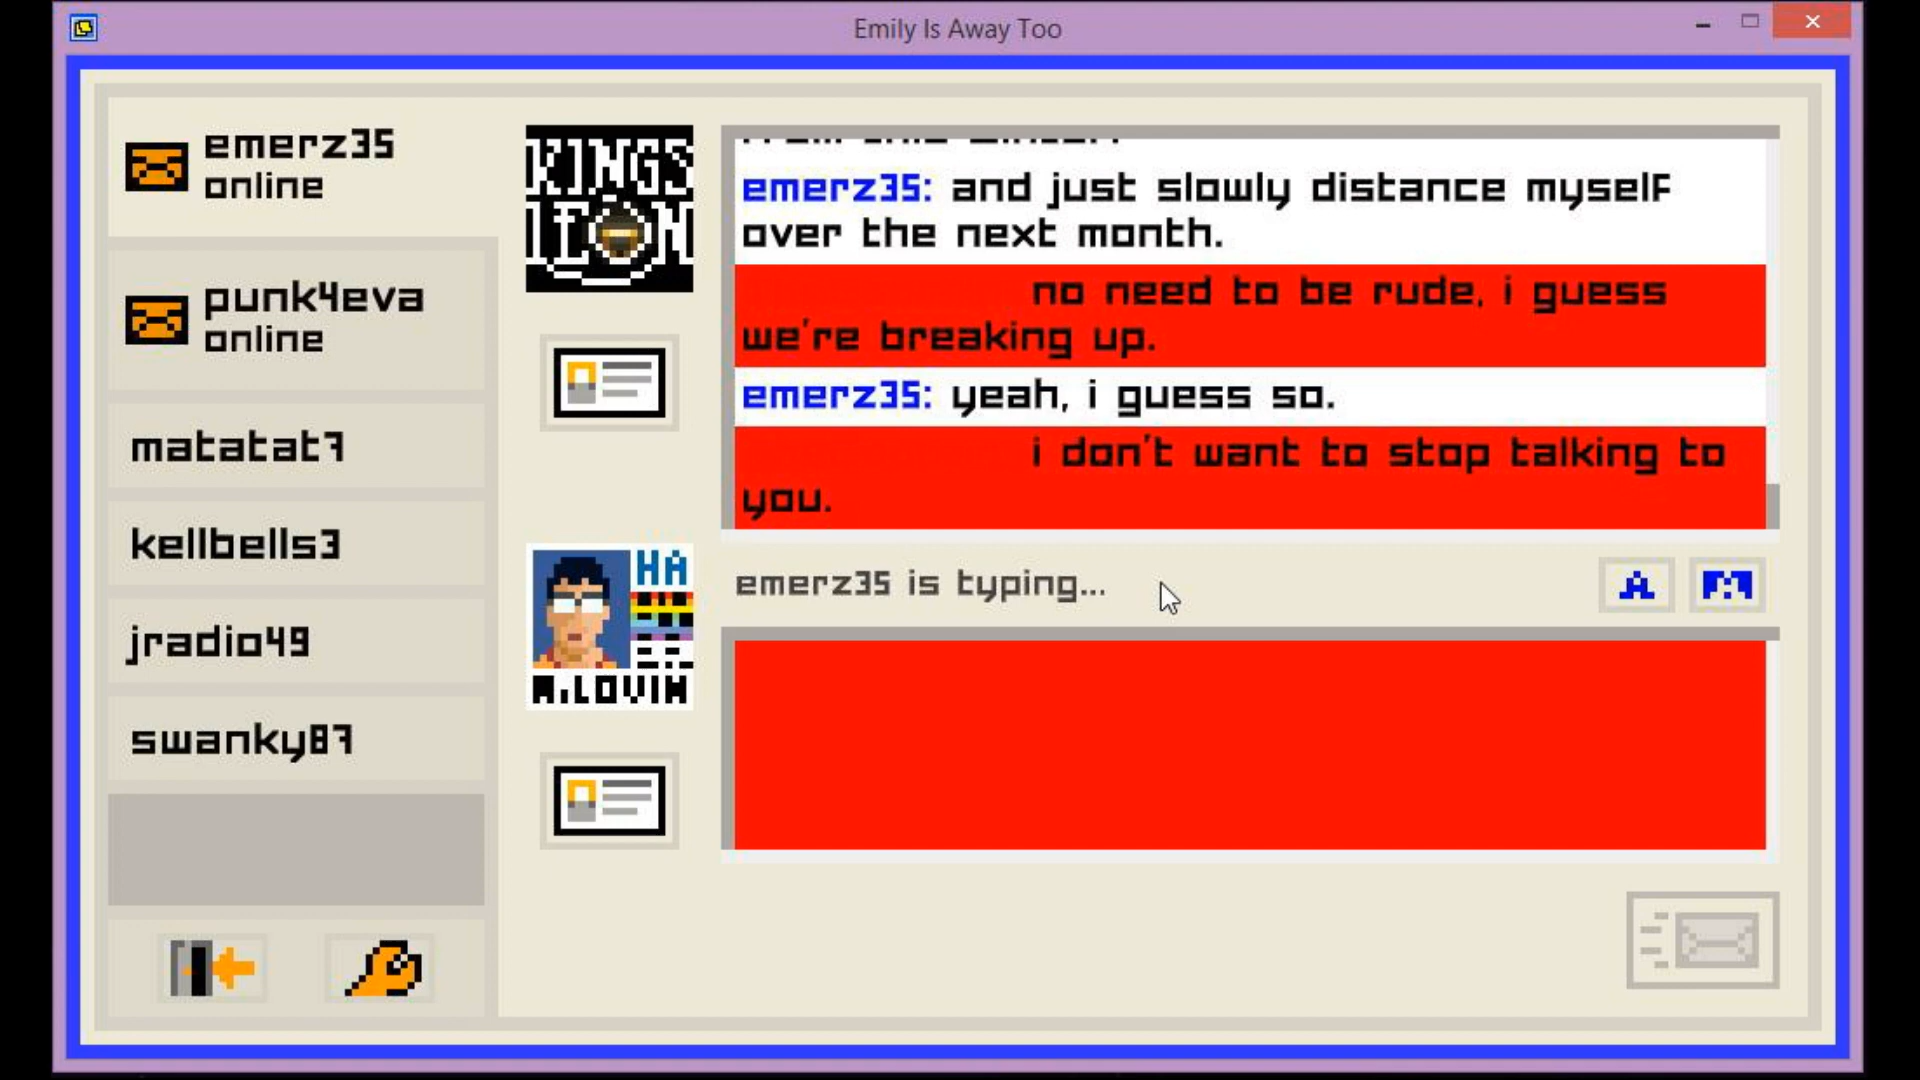 Emily Is Away Too
emerz35
online
punk4eva
online
matatat7
kellbells3
jradio49
swanky87
KINGS
emerz35: and just slowly distance myself
over the next month.
no need to be rude, i guess
we're breaking up.
emerz35: yeah, i guess so.
i don't want to stop talking to
you.
emerz35 is typing...
A
HA